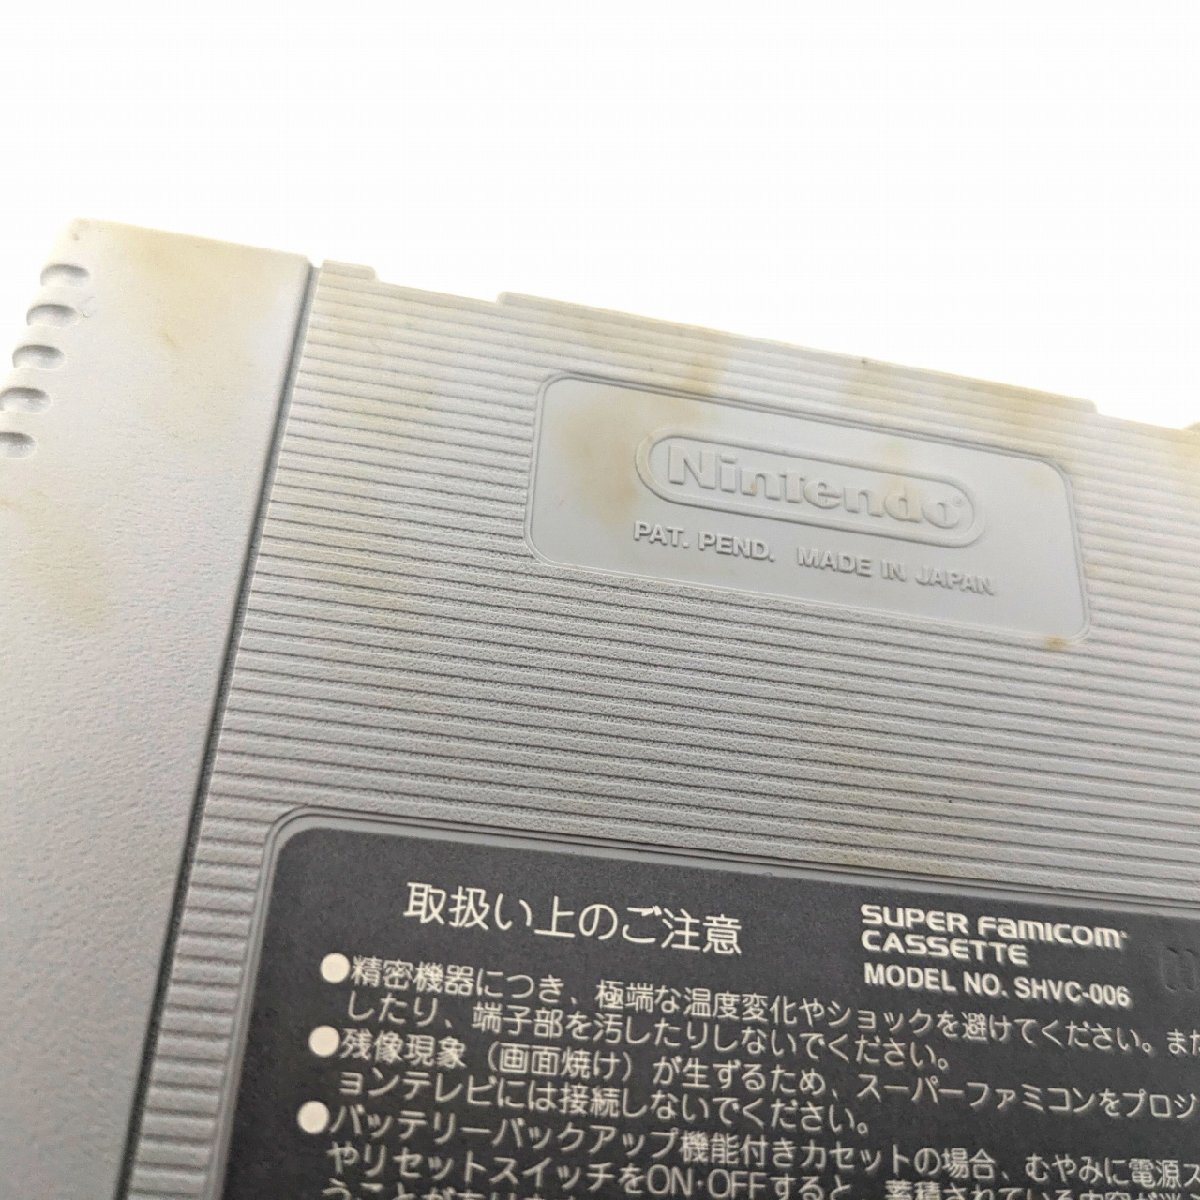 Nintendo®
PAT. PEND. MADE IN JAPAN
取扱い上のご注意
SUPER FAMICOM
CASSETTE
MODEL NO. SHVC-006
●精密機器につき、極端な温度変化やショックを避けてください。また
したり、端子部を汚したりしないでください。
●残像現象（画面焼け）が生ずるため、スーパーファミコンをプロジ
ョンテレビには接続しないでください。
●バッテリーバックアップ機能付きカセットの場合、むやみに電源ス
やリセットスイッチをON・OFFすると、蓄積されて
うことがあります